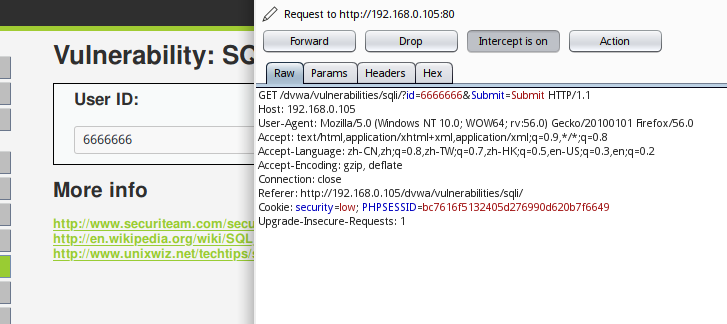 Vulnerability: SQ
User ID:
6666666
More info
http://www.securiteam.com/secu
http://en.wikipedia.org/wiki/SQL
http://www.unixwiz.net/techtips/s
Request to http://192.168.0.105:80
Forward Drop Intercept is on Action
Raw Params Headers Hex
GET /dvwa/vulnerabilities/sqli/?id=6666666&Submit=Submit HTTP/1.1
Host: 192.168.0.105
User-Agent: Mozilla/5.0 (Windows NT 10.0; WOW64; rv:56.0) Gecko/20100101 Firefox/56.0
Accept: text/html,application/xhtml+xml,application/xml;q=0.9,*/*;q=0.8
Accept-Language: zh-CN,zh;q=0.8,zh-TW;q=0.7,zh-HK;q=0.5,en-US;q=0.3,en;q=0.2
Accept-Encoding: gzip, deflate
Connection: close
Referer: http://192.168.0.105/dvwa/vulnerabilities/sqli/
Cookie: security=low; PHPSESSID=bc7616f5132405d276990d620b7f6649
Upgrade-Insecure-Requests: 1